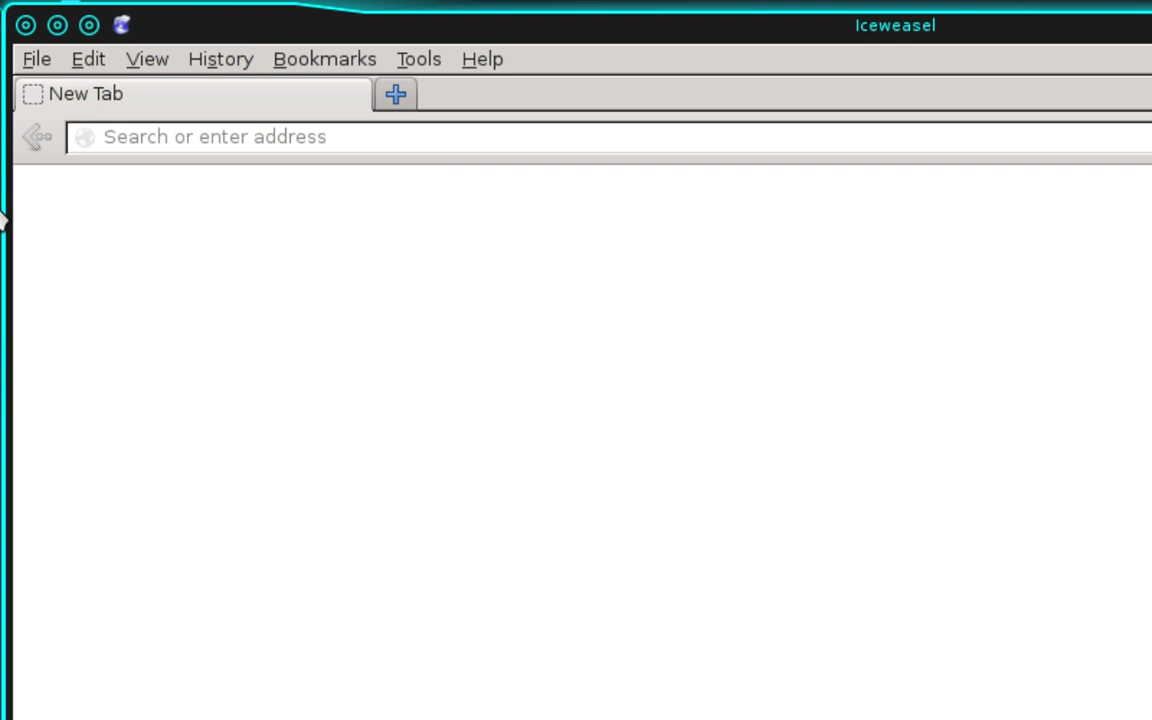 Iceweasel
File Edit View History Bookmarks Tools Help
New Tab
Search or enter address